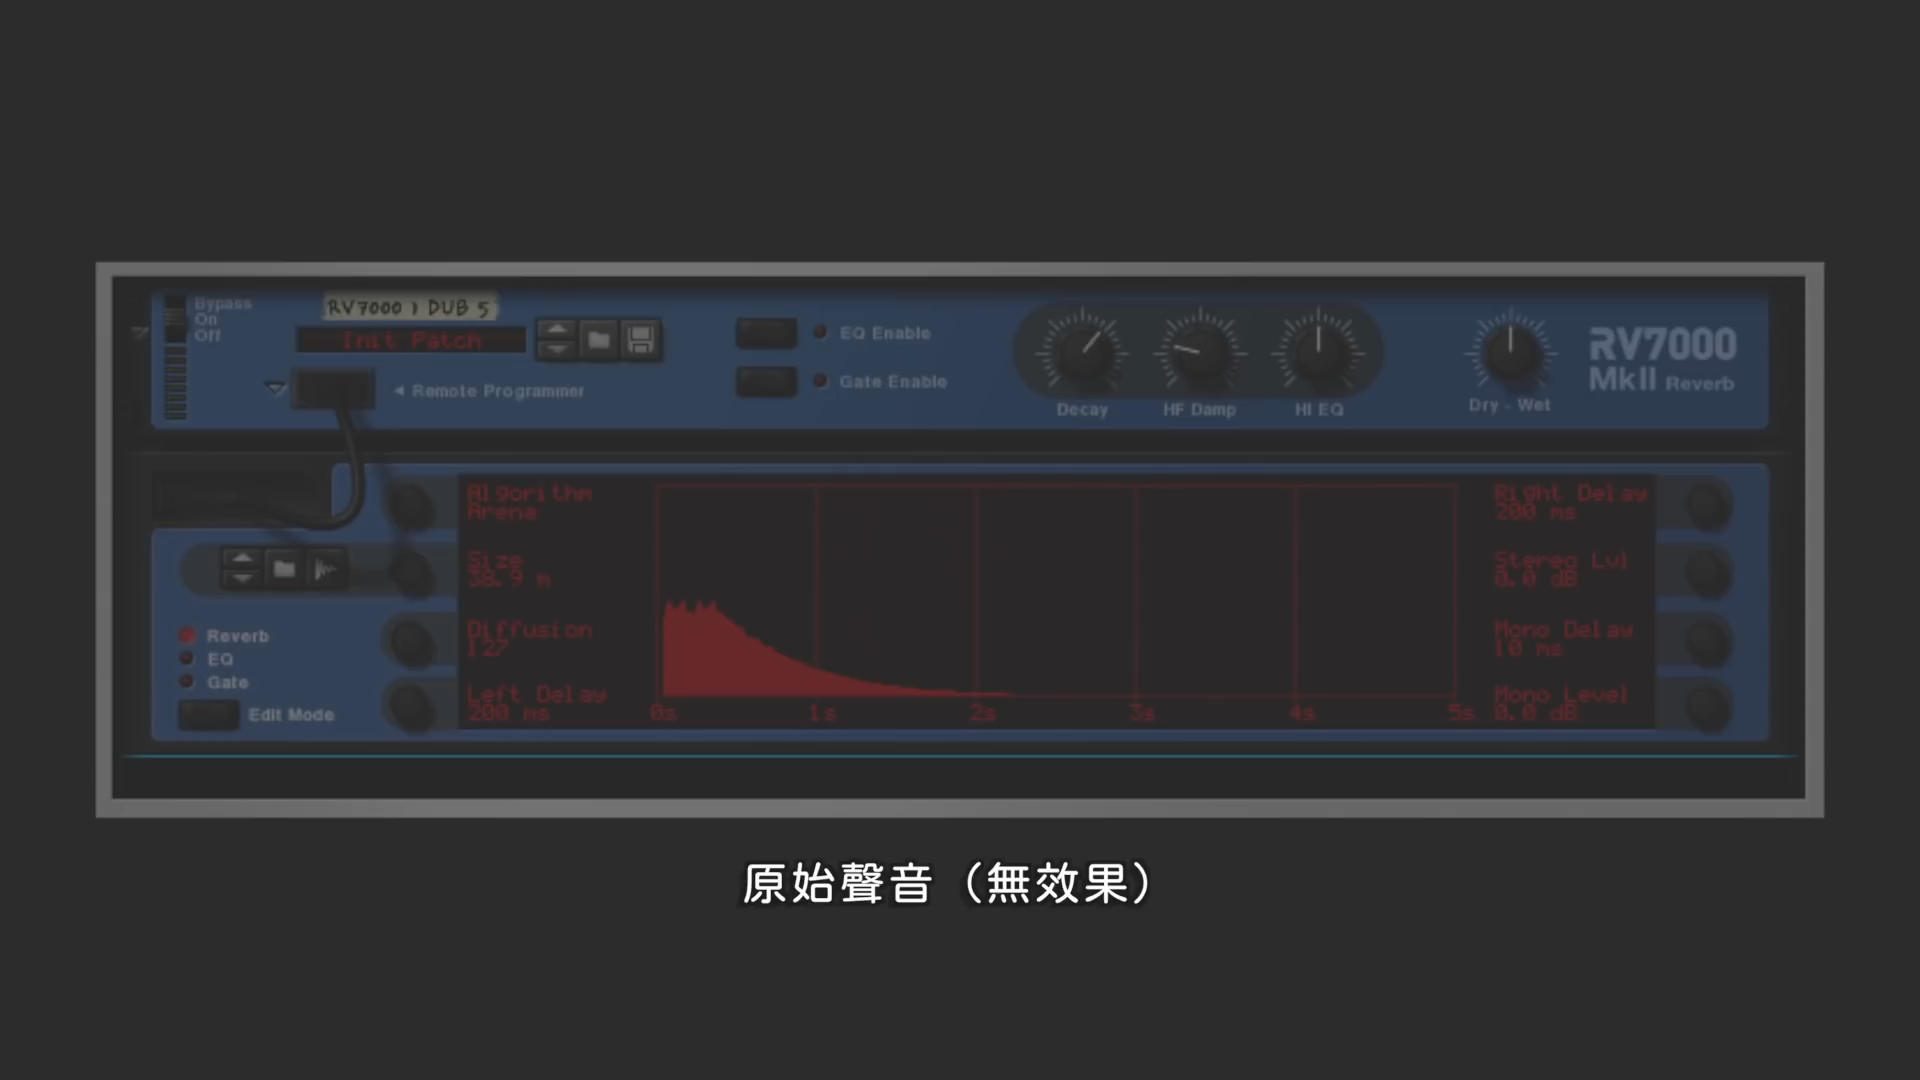 Bypass
On
Off
RV7000 1 DUB 5
Init Patch
Remote Programmer
EQ Enable
Gate Enable
Decay
HF Damp
HI EQ
Dry - Wet
RV7000
MkII Reverb
Algorithm
Arena
Size
38.9 m
Diffusion
127
Left Delay
200 ms
Reverb
EQ
Gate
Edit Mode
0s 1s 2s 3s 4s 5s
Right Delay
200 ms
Stereo Lvl
0.0 dB
Mono Delay
10 ms
Mono Level
0.0 dB
原始聲音（無效果）